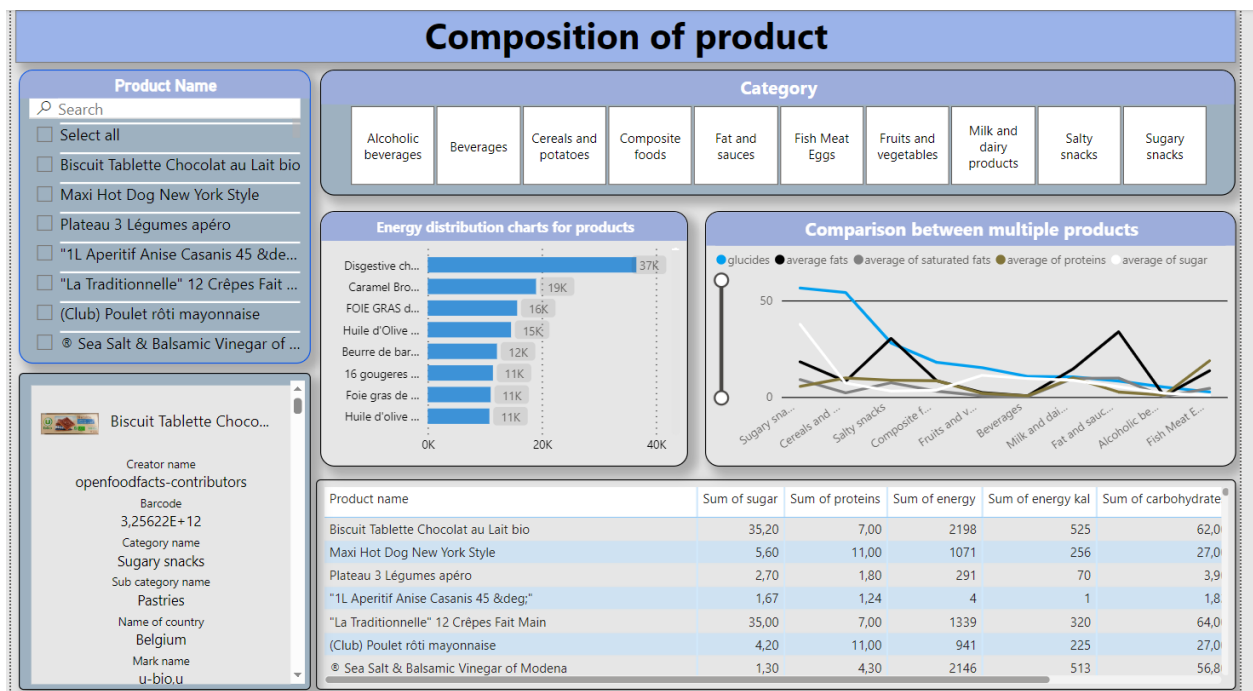 Composition of product
Product Name
Search
Select all
Biscuit Tablette Chocolat au Lait bio
Maxi Hot Dog New York Style
Plateau 3 Légumes apéro
"1L Aperitif Anise Casanis 45 &de...
"La Traditionnelle" 12 Crêpes Fait ...
(Club) Poulet rôti mayonnaise
® Sea Salt & Balsamic Vinegar of ...
Category
Alcoholic beverages
Beverages
Cereals and potatoes
Composite foods
Fat and sauces
Fish Meat Eggs
Fruits and vegetables
Milk and dairy products
Salty snacks
Sugary snacks
Energy distribution charts for products
Disgestive ch... 37K
Caramel Bro... 19K
FOIE GRAS d... 16K
Huile d'Olive ... 15K
Beurre de bar... 12K
16 gougeres ... 11K
Foie gras de ... 11K
Huile d'olive ... 11K
0K 20K 40K
Comparison between multiple products
glucides average fats average of saturated fats average of proteins average of sugar
50
0
Sugary sna... Cereals and ... Salty snacks Composite f... Fruits and v... Beverages Milk and dai... Fat and sauc... Alcoholic be... Fish Meat E...
Biscuit Tablette Choco...
Creator name
openfoodfacts-contributors
Barcode
3,25622E+12
Category name
Sugary snacks
Sub category name
Pastries
Name of country
Belgium
Mark name
u-bio,u
Product name Sum of sugar Sum of proteins Sum of energy Sum of energy kal Sum of carbohydrate
Biscuit Tablette Chocolat au Lait bio 35,20 7,00 2198 525 62,0
Maxi Hot Dog New York Style 5,60 11,00 1071 256 27,0
Plateau 3 Légumes apéro 2,70 1,80 291 70 3,9
"1L Aperitif Anise Casanis 45 &deg;" 1,67 1,24 4 1 1,8
"La Traditionnelle" 12 Crêpes Fait Main 35,00 7,00 1339 320 64,0
(Club) Poulet rôti mayonnaise 4,20 11,00 941 225 27,0
® Sea Salt & Balsamic Vinegar of Modena 1,30 4,30 2146 513 56,8